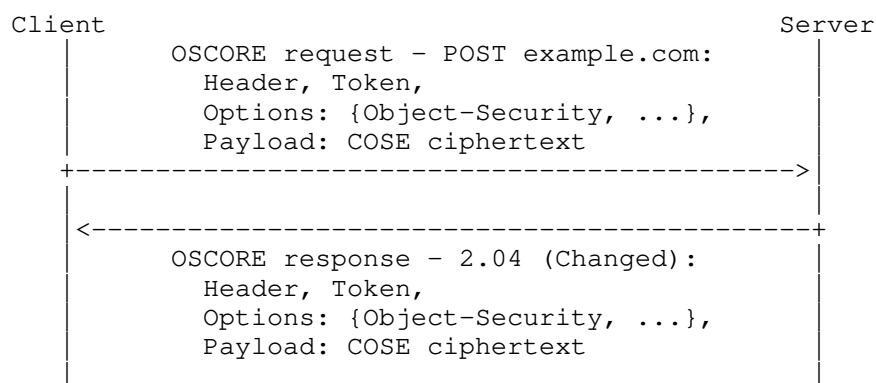 Client Server
OSCORE request - POST example.com:
Header, Token,
Options: {Object-Security, ...},
Payload: COSE ciphertext
OSCORE response - 2.04 (Changed):
Header, Token,
Options: {Object-Security, ...},
Payload: COSE ciphertext